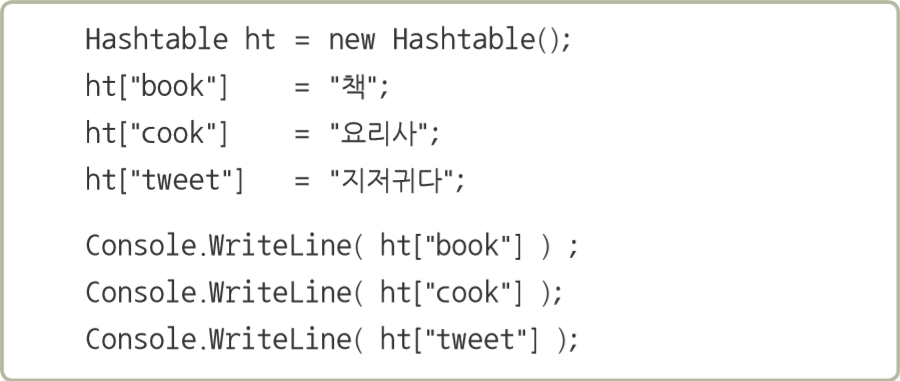 Hashtable ht = new Hashtable();
ht["book"] = "책";
ht["cook"] = "요리사";
ht["tweet"] = "지저귀다";
Console.WriteLine( ht["book"] ) ;
Console.WriteLine( ht["cook"] );
Console.WriteLine( ht["tweet"] );